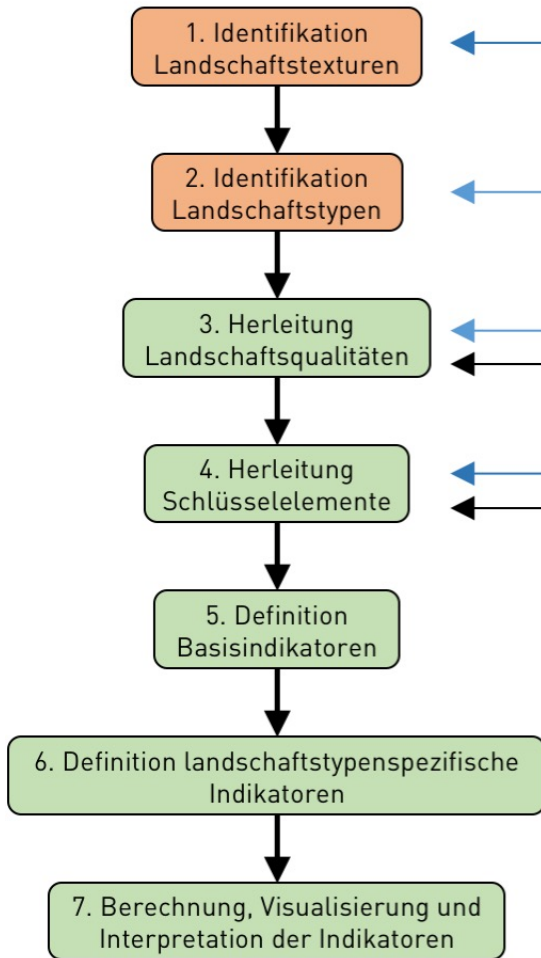 1. Identifikation
Landschaftstexturen
2. Identifikation
Landschaftstypen
3. Herleitung
Landschaftsqualitäten
4. Herleitung
Schlüsselelemente
5. Definition
Basisindikatoren
6. Definition landschaftstypenspezifische
Indikatoren
7. Berechnung, Visualisierung und
Interpretation der Indikatoren